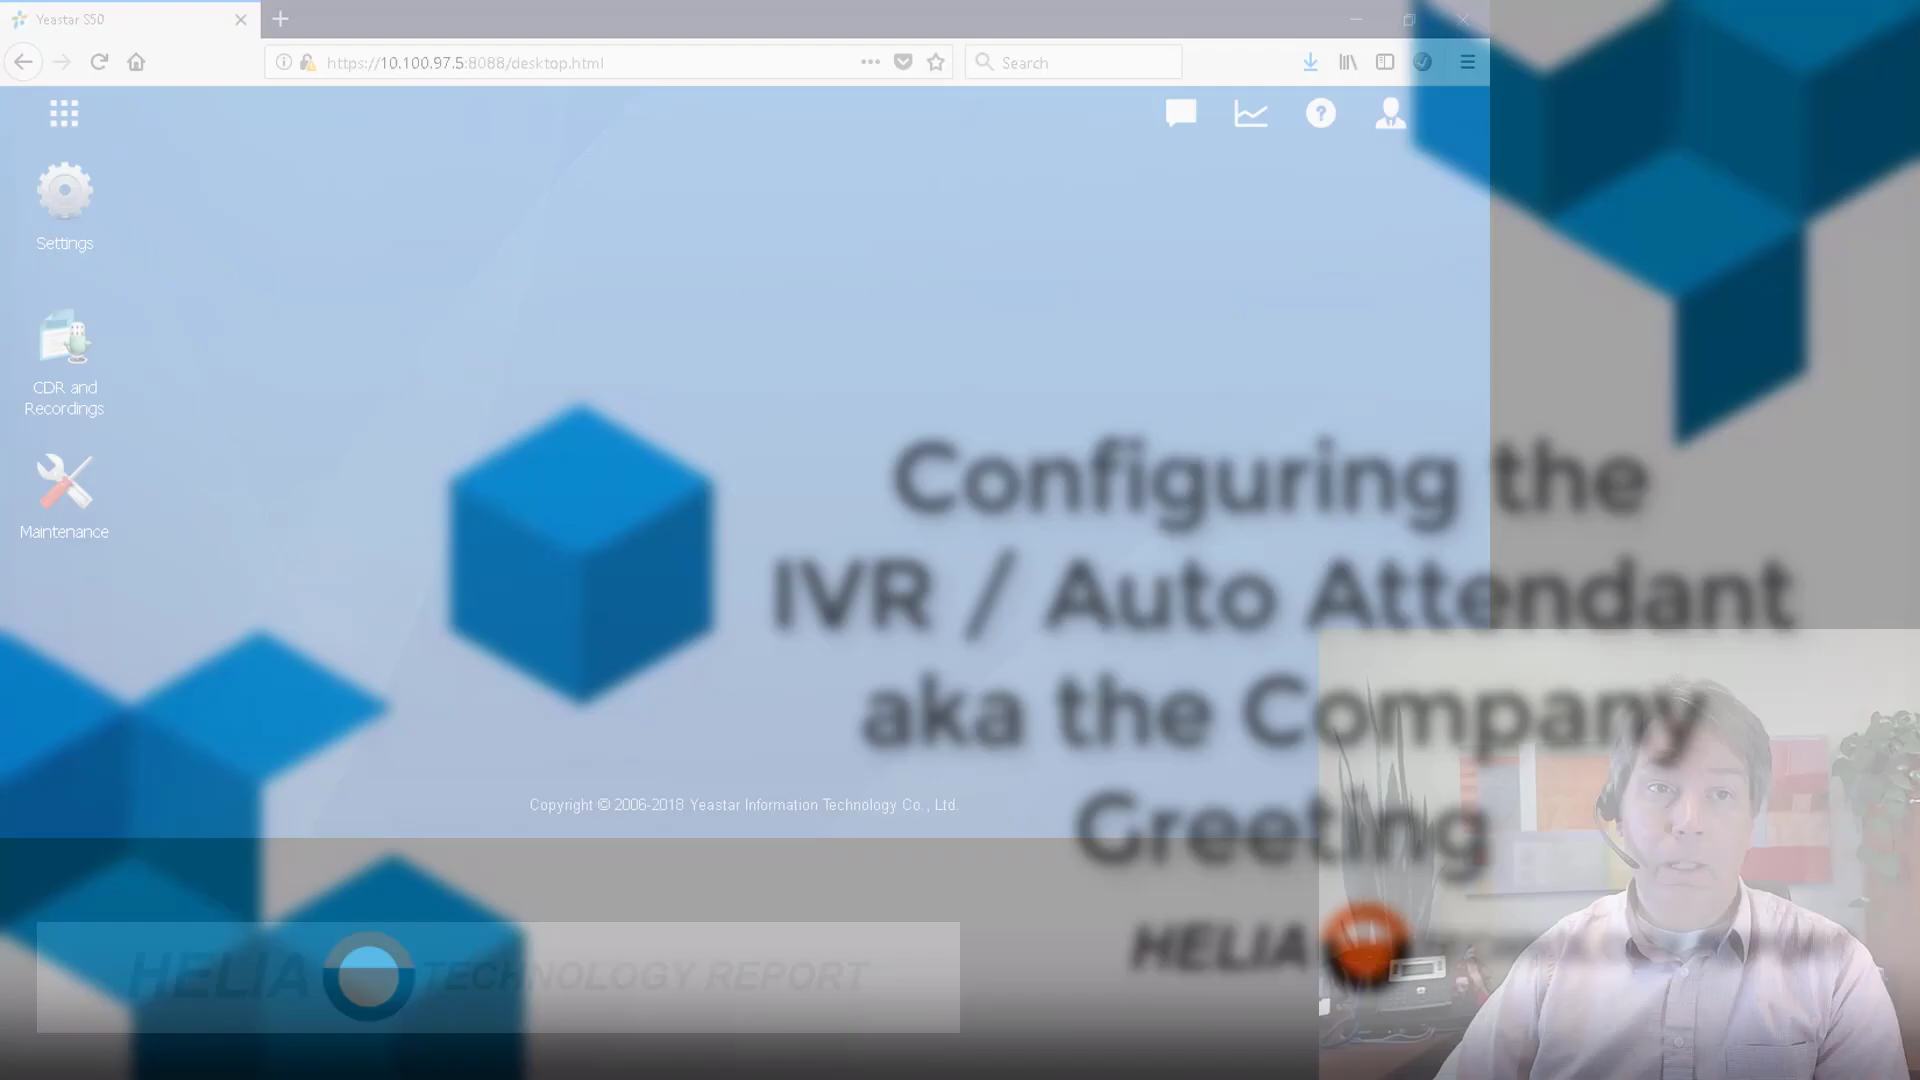 Yeastar S50
https://10.100.97.5:8088/desktop.html
Search
Settings
CDR and
Recordings
Maintenance
Configuring the
IVR / Auto Attendant
aka the Company
Greeting
Copyright © 2006-2018 Yeastar Information Technology Co., Ltd.
HELIA
HELIA TECHNOLOGY REPORT